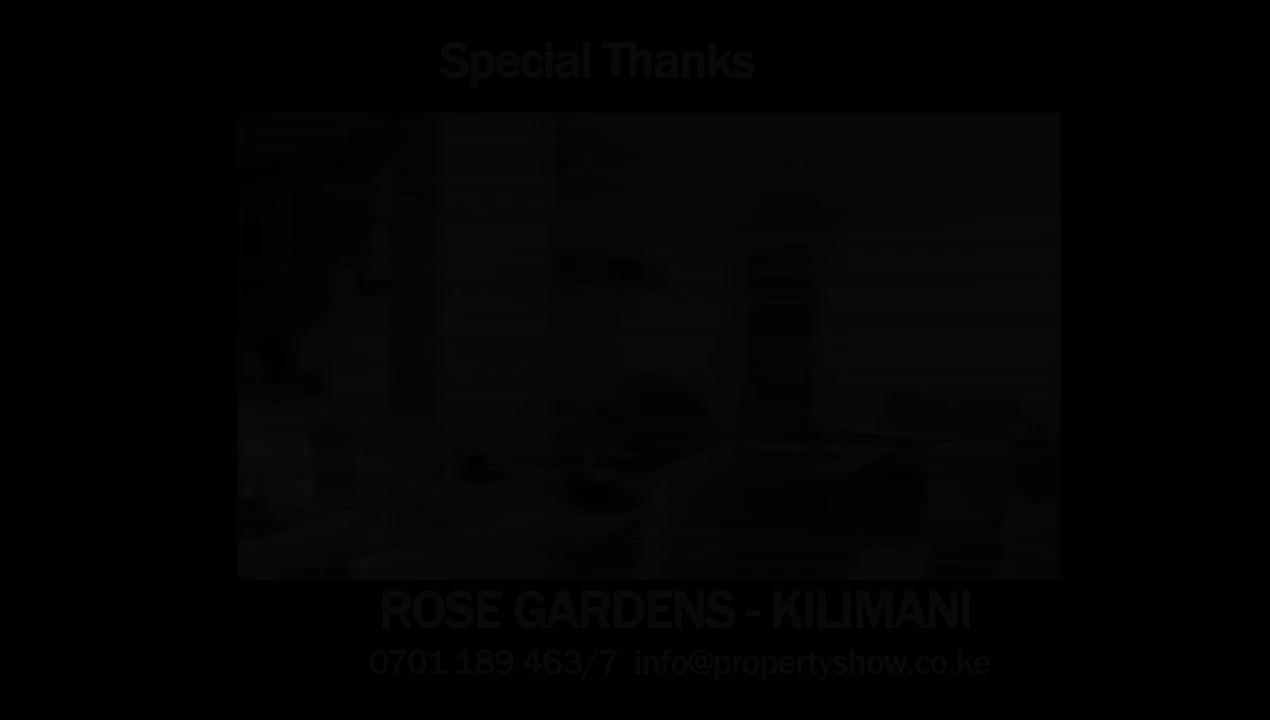 Special Thanks
ROSE GARDENS - KILIMANI
0701 189 463/7 info@propertyshow.co.ke